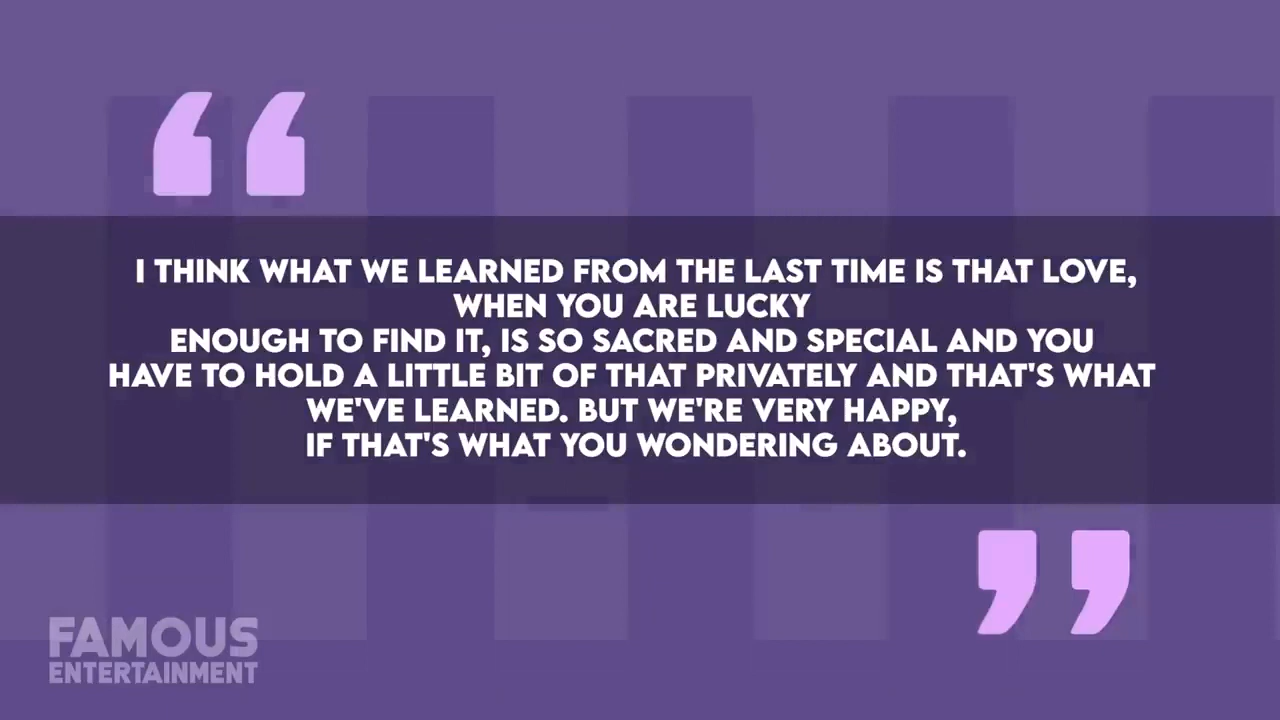 I THINK WHAT WE LEARNED FROM THE LAST TIME IS THAT LOVE,
WHEN YOU ARE LUCKY
ENOUGH TO FIND IT, IS SO SACRED AND SPECIAL AND YOU
HAVE TO HOLD A LITTLE BIT OF THAT PRIVATELY AND THAT'S WHAT
WE'VE LEARNED. BUT WE'RE VERY HAPPY,
IF THAT'S WHAT YOU WONDERING ABOUT.
FAMOUS
ENTERTAINMENT